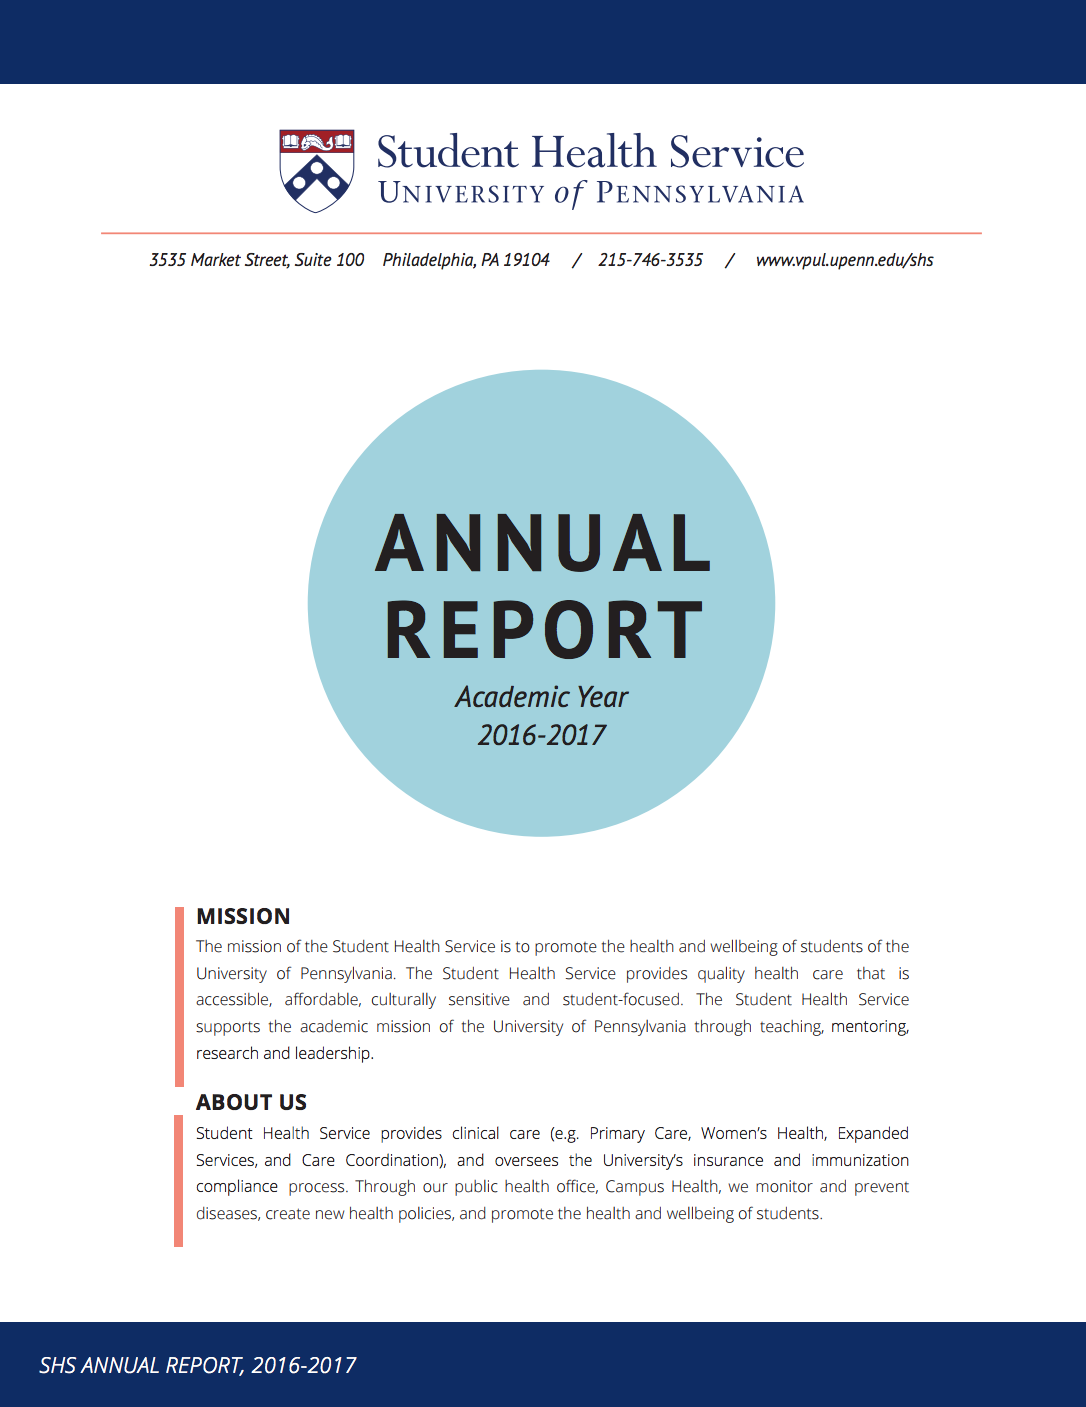 Student Health Service
UNIVERSITY of PENNSYLVANIA
3535 Market Street, Suite 100 Philadelphia, PA 19104 / 215-746-3535 / www.vpul.upenn.edu/shs
ANNUAL
REPORT
Academic Year
2016-2017
MISSION
The mission of the Student Health Service is to promote the health and wellbeing of students of the
University of Pennsylvania. The Student Health Service provides quality health care that is
accessible, affordable, culturally sensitive and student-focused. The Student Health Service
supports the academic mission of the University of Pennsylvania through teaching, mentoring,
research and leadership.
ABOUT US
Student Health Service provides clinical care (e.g. Primary Care, Women’s Health, Expanded
Services, and Care Coordination), and oversees the University’s insurance and immunization
compliance process. Through our public health office, Campus Health, we monitor and prevent
diseases, create new health policies, and promote the health and wellbeing of students.
SHS ANNUAL REPORT, 2016-2017